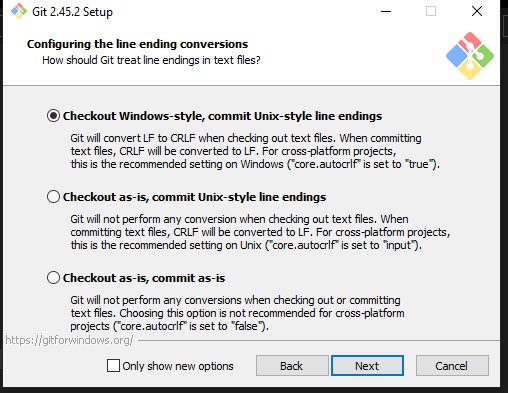 Git 2.45.2 Setup
Configuring the line ending conversions
How should Git treat line endings in text files?
Checkout Windows-style, commit Unix-style line endings
Git will convert LF to CRLF when checking out text files. When committing
text files, CRLF will be converted to LF. For cross-platform projects,
this is the recommended setting on Windows ("core.autocrlf" is set to "true").
Checkout as-is, commit Unix-style line endings
Git will not perform any conversion when checking out text files. When
committing text files, CRLF will be converted to LF. For cross-platform projects,
this is the recommended setting on Unix ("core.autocrlf" is set to "input").
Checkout as-is, commit as-is
Git will not perform any conversions when checking out or committing
text files. Choosing this option is not recommended for cross-platform
projects ("core.autocrlf" is set to "false").
https://gitforwindows.org/
Only show new options
Back
Next
Cancel